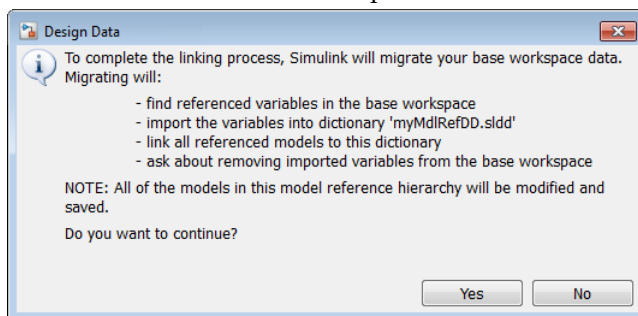 Design Data
To complete the linking process, Simulink will migrate your base workspace data.
Migrating will:
- find referenced variables in the base workspace
- import the variables into dictionary 'myMdlRefDD.sldd'
- link all referenced models to this dictionary
- ask about removing imported variables from the base workspace
NOTE: All of the models in this model reference hierarchy will be modified and
saved.
Do you want to continue?
Yes No